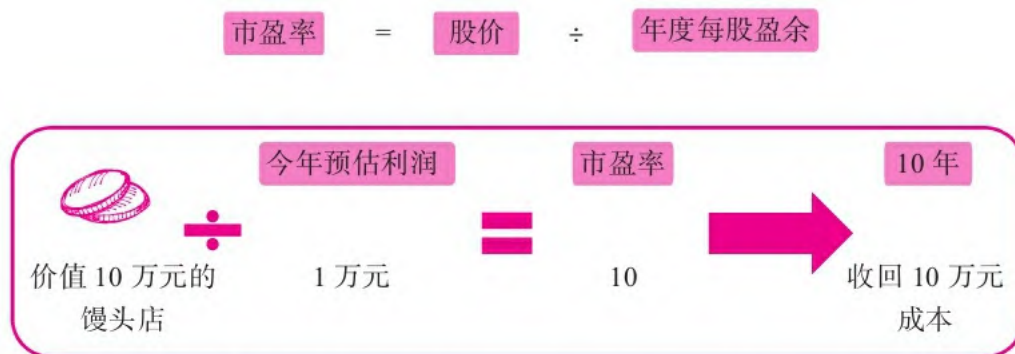 市盈率 = 股价 ÷ 年度每股盈余
今年预估利润 市盈率 10 年
÷ =
价值 10 万元的 1 万元 10 收回 10 万元
馒头店 成本